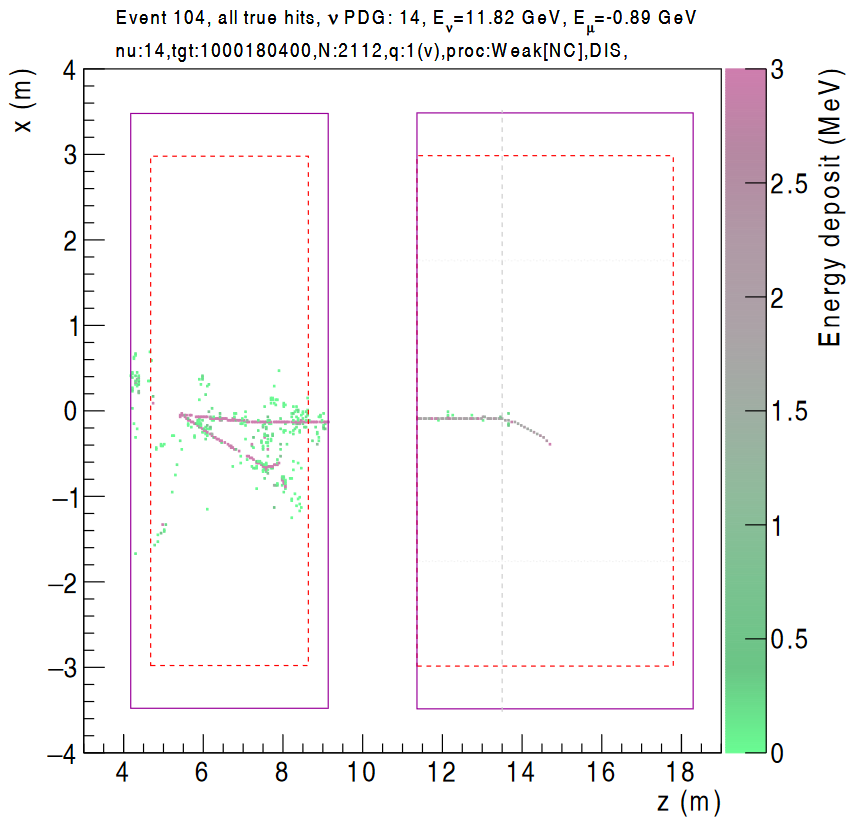 Event 104, all true hits, ν PDG: 14, Eν=11.82 GeV, Eμ=-0.89 GeV
nu:14,tgt:1000180400,N:2112,q:1(v),proc:Weak[NC],DIS,
x (m)
4
3
2
1
0
−1
−2
−3
−4
4 6 8 10 12 14 16 18
z (m)
3
2.5
2
1.5
1
0.5
0
Energy deposit (MeV)